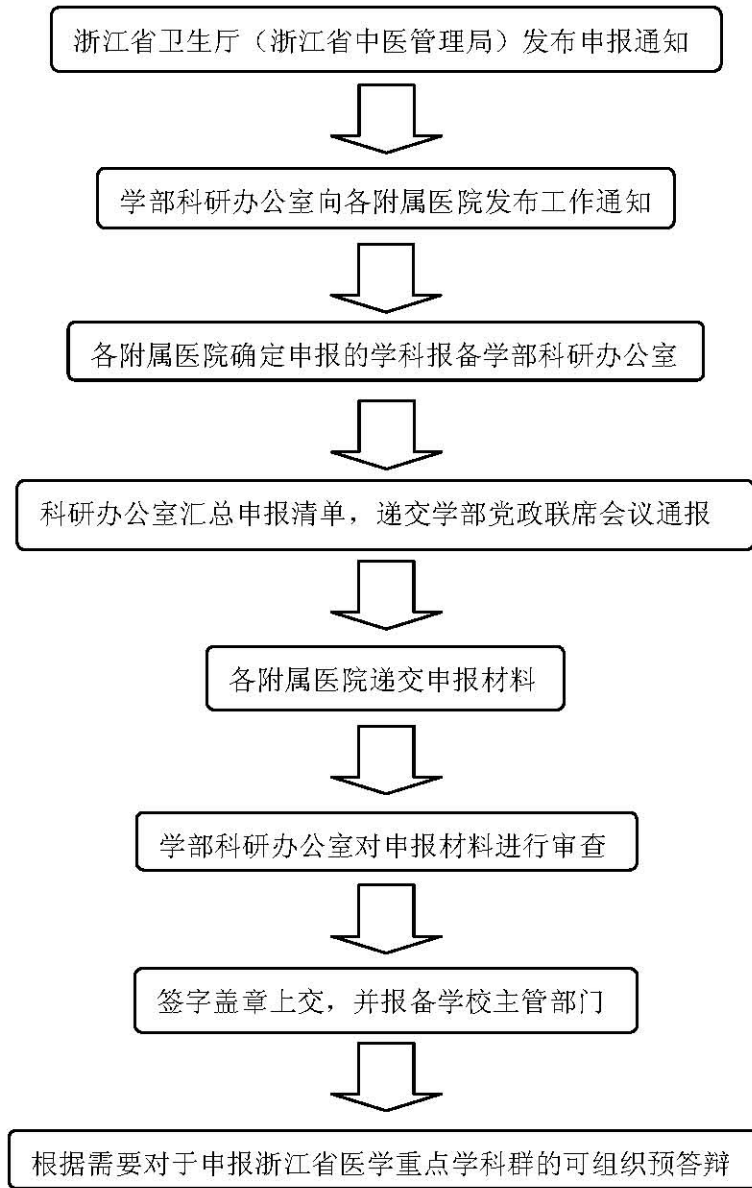 浙江省卫生厅（浙江省中医管理局）发布申报通知
学部科研办公室向各附属医院发布工作通知
各附属医院确定申报的学科报备学部科研办公室
科研办公室汇总申报清单，递交学部党政联席会议通报
各附属医院递交申报材料
学部科研办公室对申报材料进行审查
签字盖章上交，并报备学校主管部门
根据需要对于申报浙江省医学重点学科群的可组织预答辩